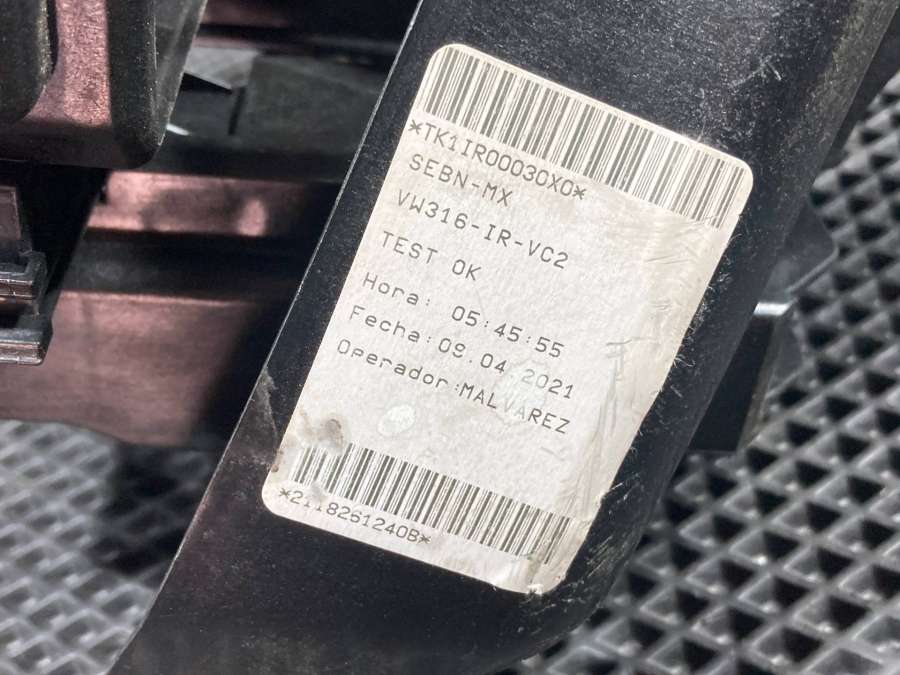 *TK1IR00030X0*
SEBN-MX
VW316-IR-VC2
TEST OK
Hora: 05:45:55
Fecha:09.04.2021
Operador:MALVAREZ
*2118261240B*